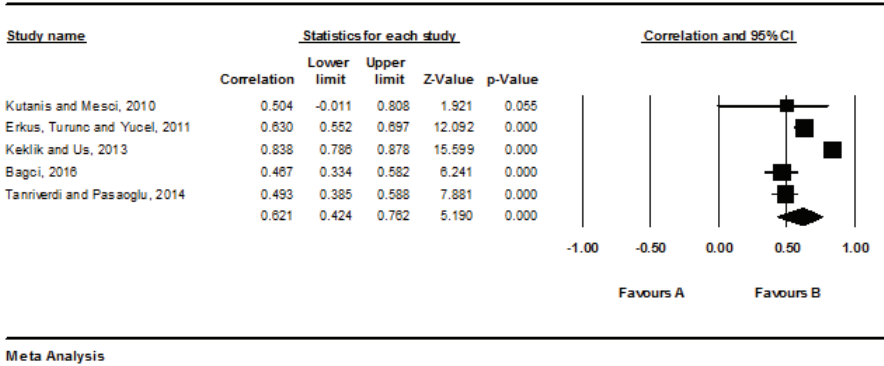 Study name Statistics for each study Correlation and 95% CI
Lower Upper
Correlation limit limit Z-Value p-Value
Kutanis and Mesci, 2010 0.504 -0.011 0.808 1.921 0.055
Erkus, Turunc and Yucel, 2011 0.630 0.552 0.697 12.092 0.000
Keklik and Us, 2013 0.838 0.786 0.878 15.599 0.000
Bagci, 2016 0.467 0.334 0.582 6.241 0.000
Tanriverdi and Pasaoglu, 2014 0.493 0.385 0.588 7.881 0.000
0.621 0.424 0.762 5.190 0.000
-1.00 -0.50 0.00 0.50 1.00
Favours A Favours B
Meta Analysis